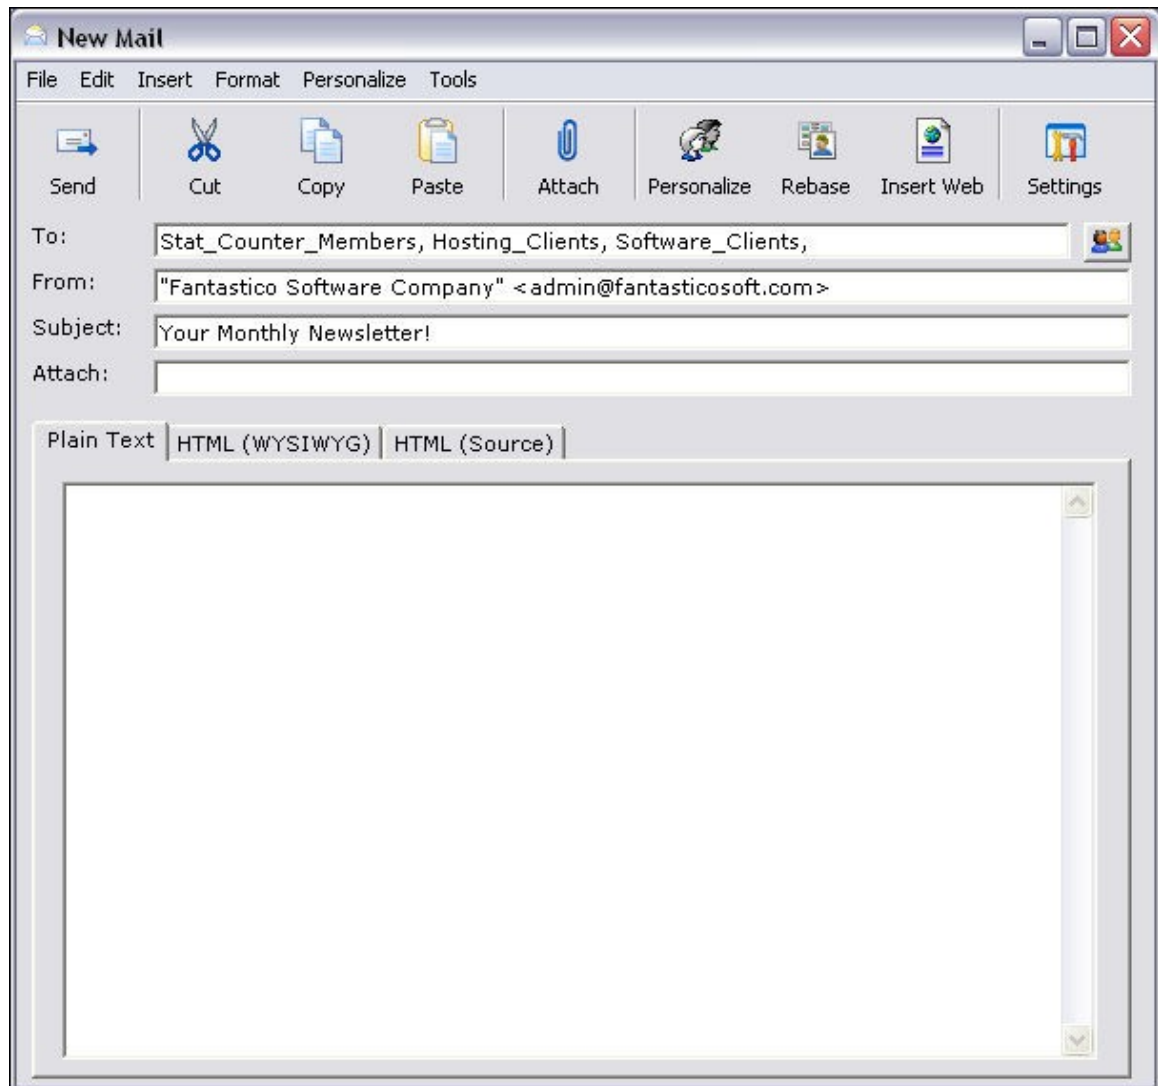 New Mail
File Edit Insert Format Personalize Tools
Send Cut Copy Paste Attach Personalize Rebase Insert Web Settings
To: Stat_Counter_Members, Hosting_Clients, Software_Clients,
From: "Fantastico Software Company" <admin@fantasticosoft.com>
Subject: Your Monthly Newsletter!
Attach:
Plain Text HTML (WYSIWYG) HTML (Source)